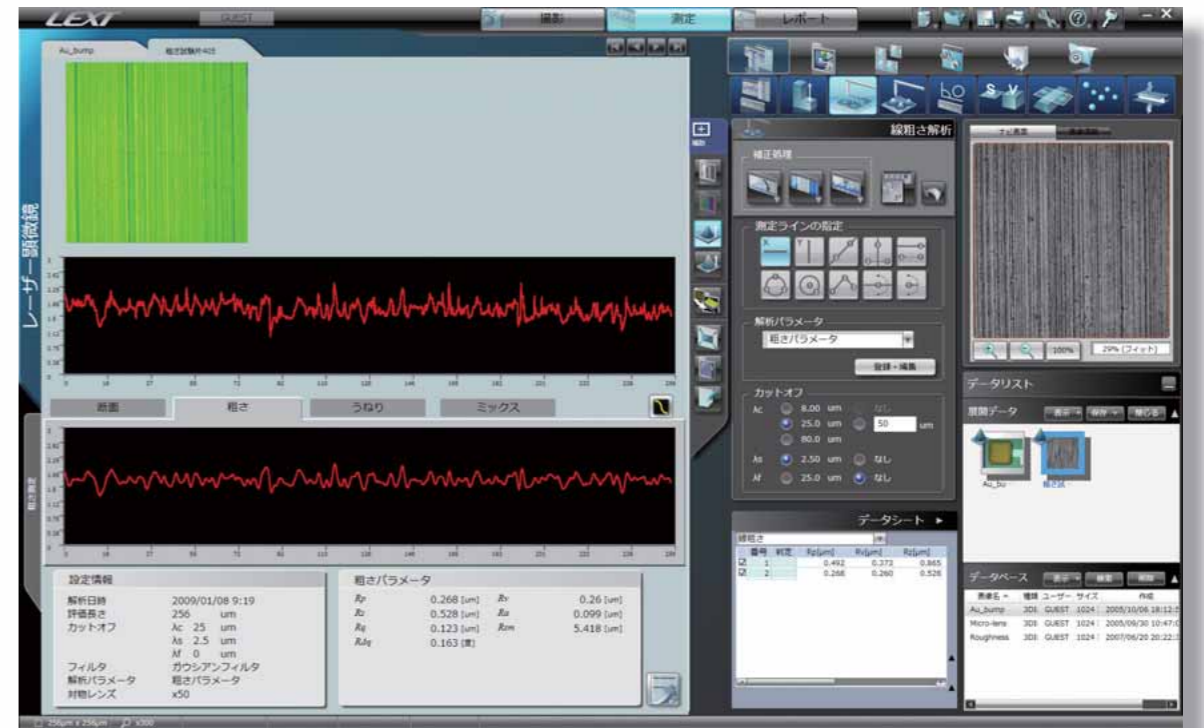 LEXT
GUEST
撮影
測定
レポート
Au_bump
レーザー顕微鏡
粗さ測定
断面
粗さ
うねり
ミックス
設定情報
解析日時 2009/01/08 9:19
評価長さ 256 um
カットオフ λc 25 um
λs 2.5 um
λf 0 um
フィルタ ガウシアンフィルタ
解析パラメータ 粗さパラメータ
対物レンズ x50
粗さパラメータ
Rp 0.268 [um] Rv 0.26 [um]
Rz 0.528 [um] Ra 0.099 [um]
Rq 0.123 [um] Rsm 5.418 [um]
RΔq 0.163 [度]
256μm x 256μm x300
線粗さ解析
補正処理
測定ラインの指定
解析パラメータ
粗さパラメータ
登録・編集
カットオフ
λc 8.00 um なし
25.0 um 50 um
80.0 um
λs 2.50 um なし
λf 25.0 um なし
データシート
線粗さ
番号 判定 Rp[μm] Rv[μm] Rz[μm]
1 0.492 0.373 0.865
2 0.268 0.260 0.528
100%
29% (フィット)
データリスト
展開データ 表示 保存 閉じる
Au_bu
粗さ試
データベース 表示 検索 削除
画像名 種類 ユーザー サイズ 作成
Au_bump 3DI GUEST 1024 2005/10/06 18:12:5
Micro-lens 3DI GUEST 1024 2005/09/30 10:47:0
Roughness 3DI GUEST 1024 2007/06/20 20:22:3